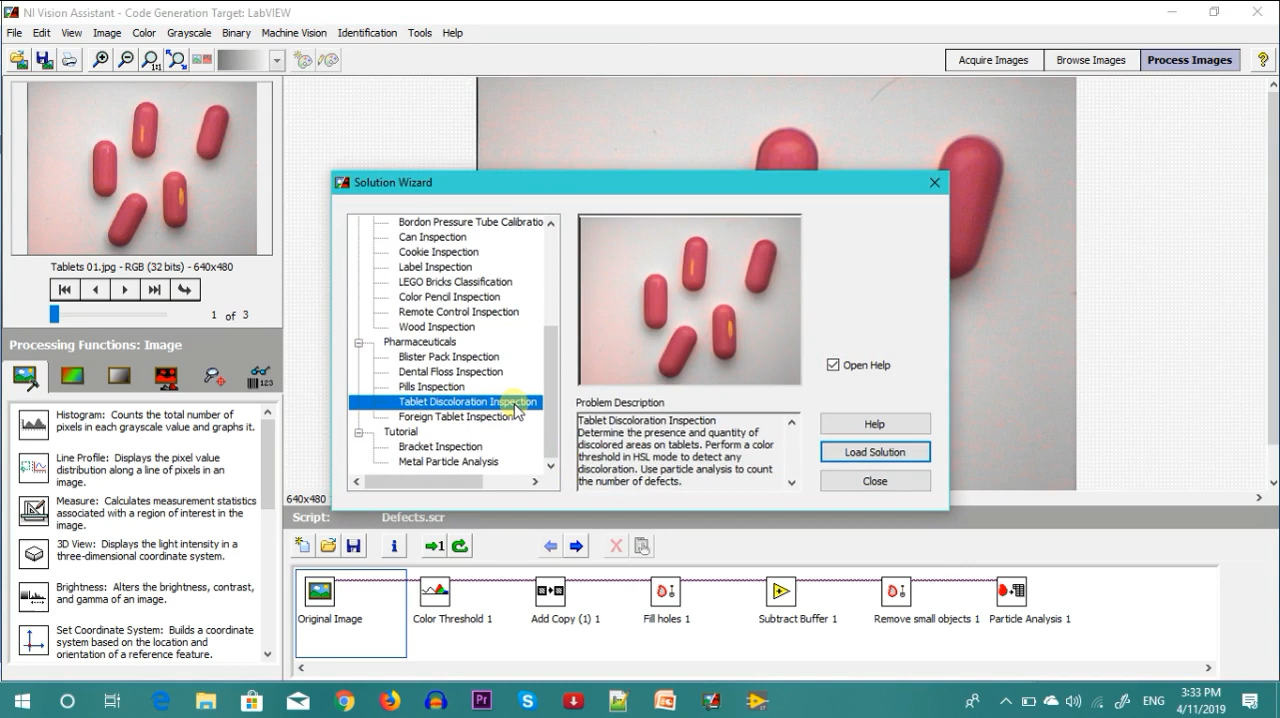 NI Vision Assistant - Code Generation Target: LabVIEW
File Edit View Image Color Grayscale Binary Machine Vision Identification Tools Help
Acquire Images Browse Images Process Images
Tablets 01.jpg - RGB (32 bits) - 640x480
1 of 3
Processing Functions: Image
Histogram: Counts the total number of
pixels in each grayscale value and graphs it.
Line Profile: Displays the pixel value
distribution along a line of pixels in an
image.
Measure: Calculates measurement statistics
associated with a region of interest in the
image.
3D View: Displays the light intensity in a
three-dimensional coordinate system.
Brightness: Alters the brightness, contrast,
and gamma of an image.
Set Coordinate System: Builds a coordinate
system based on the location and
orientation of a reference feature.
Solution Wizard
Bordon Pressure Tube Calibratio
Can Inspection
Cookie Inspection
Label Inspection
LEGO Bricks Classification
Color Pencil Inspection
Remote Control Inspection
Wood Inspection
Pharmaceuticals
Blister Pack Inspection
Dental Floss Inspection
Pills Inspection
Tablet Discoloration Inspection
Foreign Tablet Inspection
Tutorial
Bracket Inspection
Metal Particle Analysis
Problem Description
Tablet Discoloration Inspection
Determine the presence and quantity of
discolored areas on tablets. Perform a color
threshold in HSL mode to detect any
discoloration. Use particle analysis to count
the number of defects.
Open Help
Help
Load Solution
Close
640x480
Script: Defects.scr
Original Image Color Threshold 1 Add Copy (1) 1 Fill holes 1 Subtract Buffer 1 Remove small objects 1 Particle Analysis 1
ENG
3:33 PM
4/11/2019